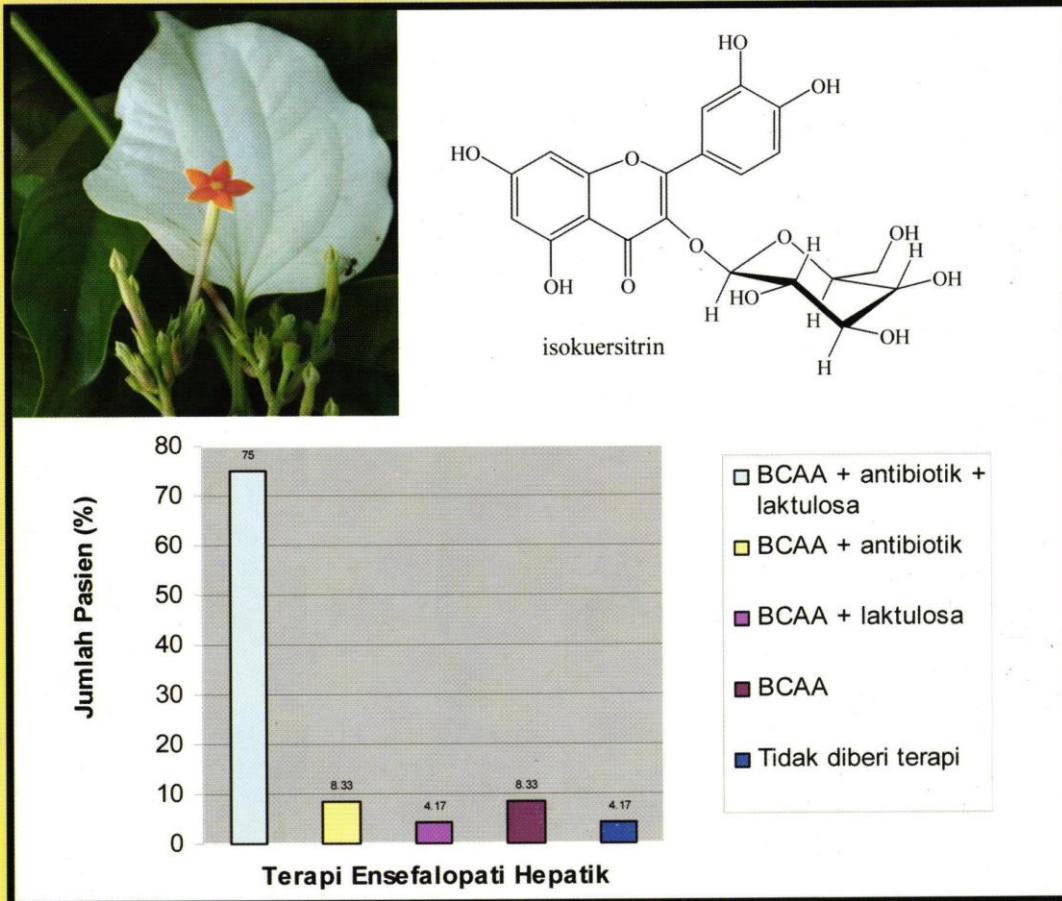 HO
OH
HO
O
O
OH
O
O
H
OH
H
OH
HO
H
H
OH
H
isokuersitrin
80
70
60
50
40
30
20
10
0
75
8.33
4.17
8.33
4.17
Jumlah Pasien (%)
Terapi Ensefalopati Hepatik
BCAA + antibiotik +
laktulosa
BCAA + antibiotik
BCAA + laktulosa
BCAA
Tidak diberi terapi